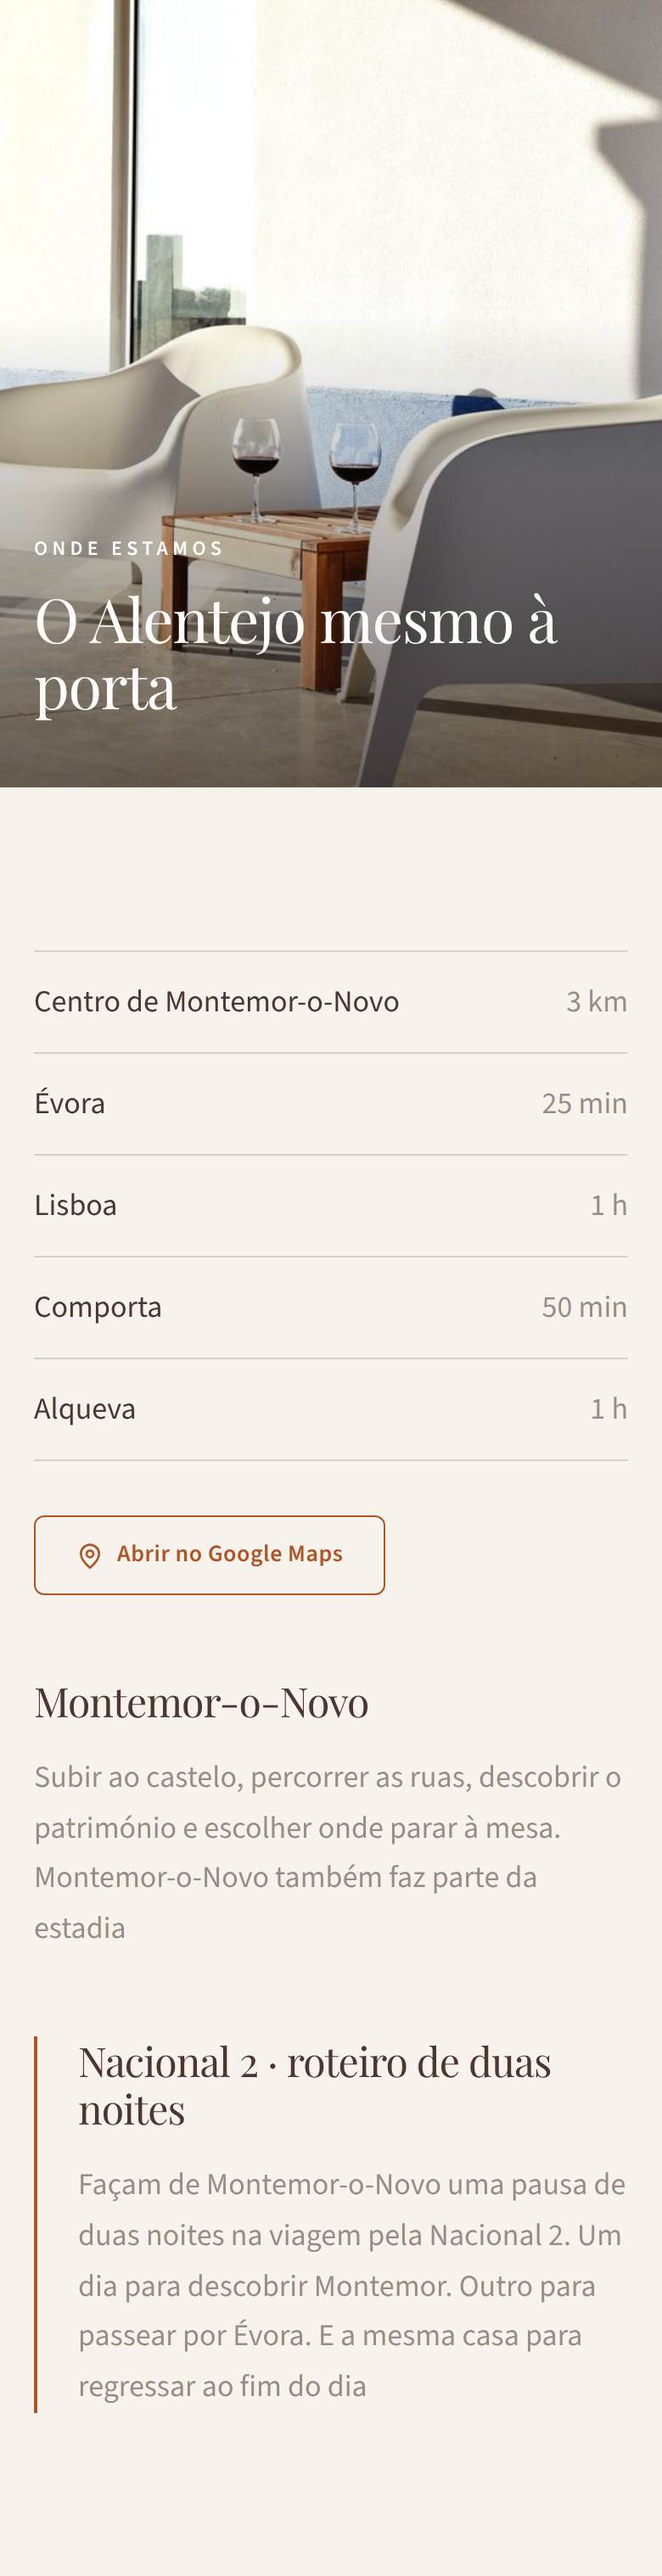 ONDE ESTAMOS
O Alentejo mesmo à
porta
Centro de Montemor-o-Novo 3 km
Évora 25 min
Lisboa 1 h
Comporta 50 min
Alqueva 1 h
Abrir no Google Maps
Montemor-o-Novo
Subir ao castelo, percorrer as ruas, descobrir o
património e escolher onde parar à mesa.
Montemor-o-Novo também faz parte da
estadia
Nacional 2 · roteiro de duas
noites
Façam de Montemor-o-Novo uma pausa de
duas noites na viagem pela Nacional 2. Um
dia para descobrir Montemor. Outro para
passear por Évora. E a mesma casa para
regressar ao fim do dia